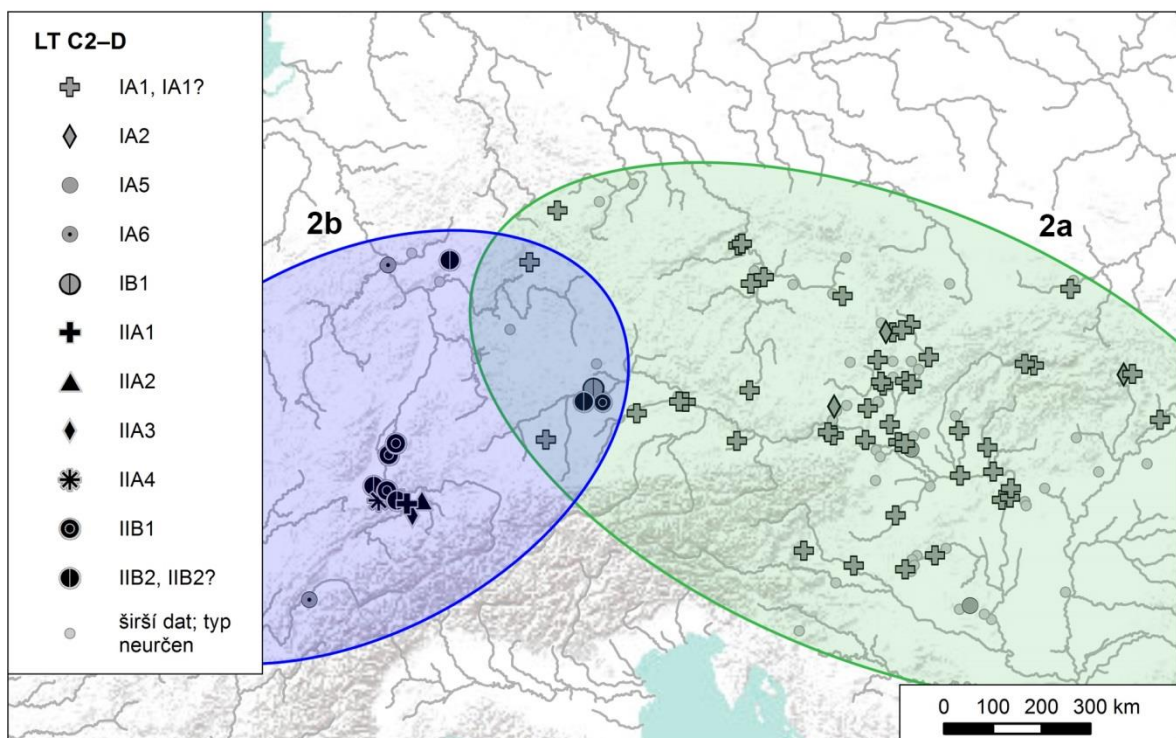 LT C2–D
IA1, IA1?
IA2
IA5
IA6
IB1
IIA1
IIA2
IIA3
IIA4
IIB1
IIB2, IIB2?
širší dat; typ
neurčen
2b
2a
0 100 200 300 km